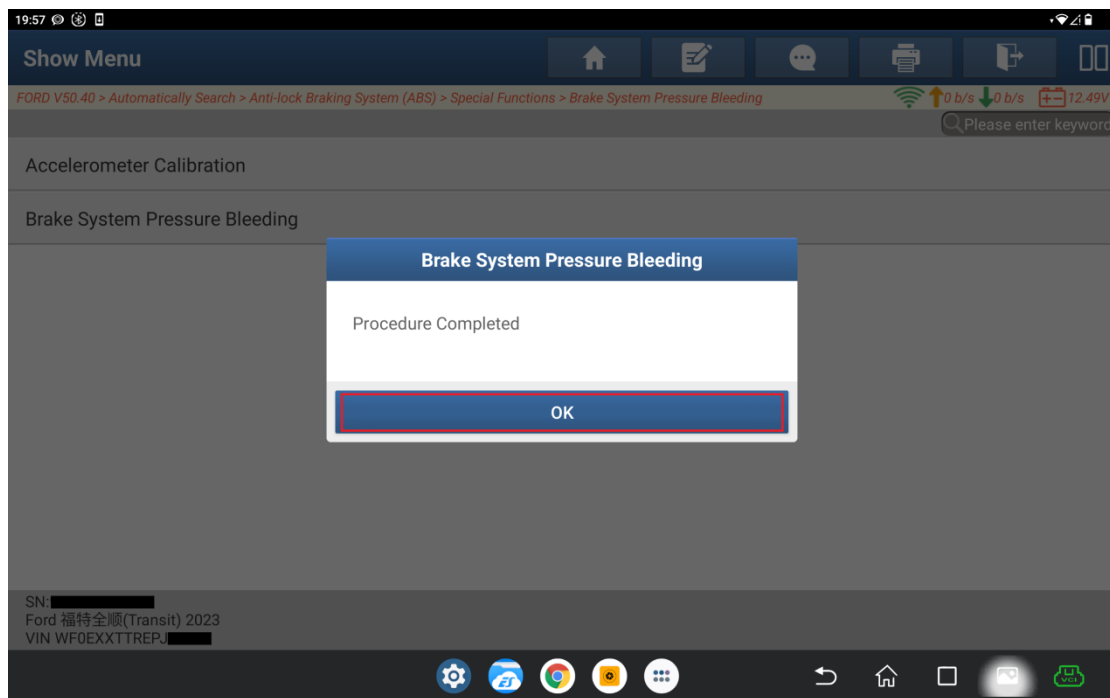 19:57
Show Menu
FORD V50.40 > Automatically Search > Anti-lock Braking System (ABS) > Special Functions > Brake System Pressure Bleeding
0 b/s 0 b/s 12.49V
Please enter keyword
Accelerometer Calibration
Brake System Pressure Bleeding
Brake System Pressure Bleeding
Procedure Completed
OK
SN:
Ford 福特全顺(Transit) 2023
VIN WF0EXXTTREPJ
ES
VCI